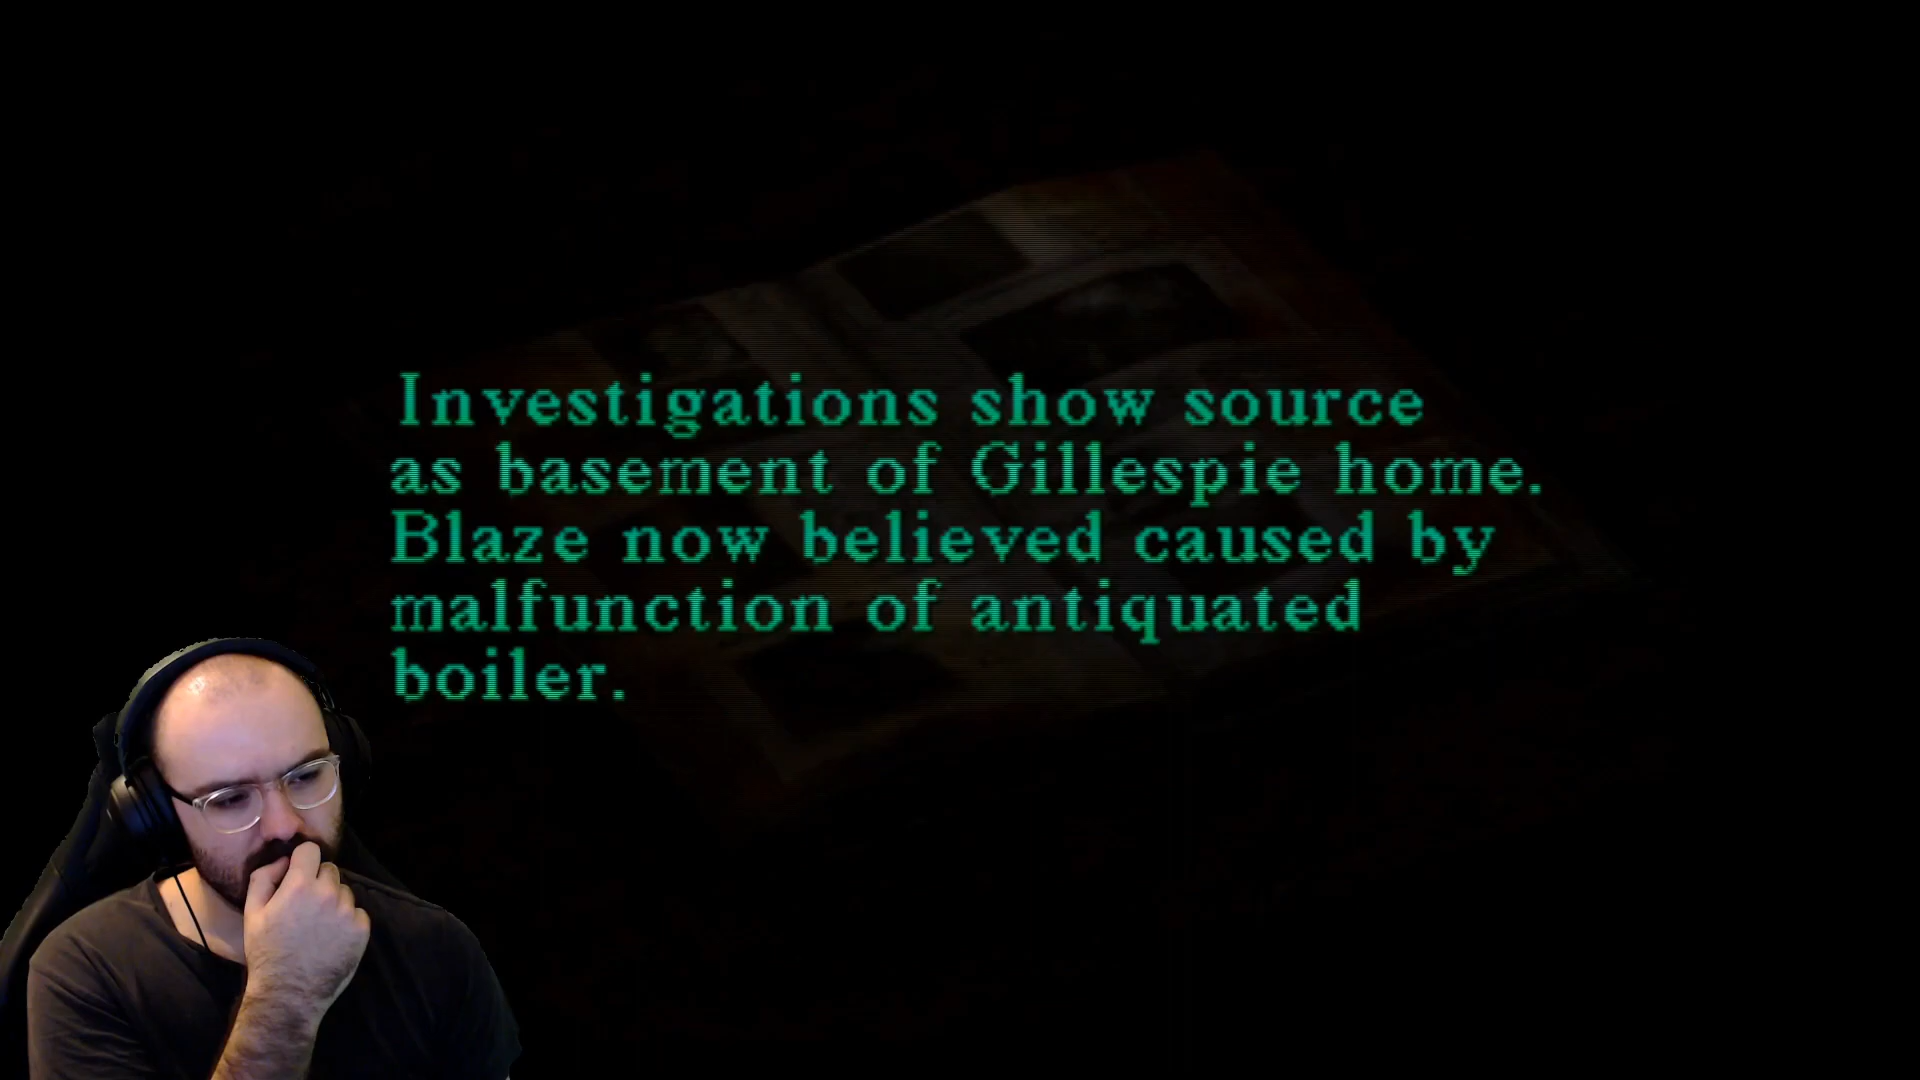 Investigations show source
as basement of Gillespie home.
Blaze now believed caused by
malfunction of antiquated
boiler.